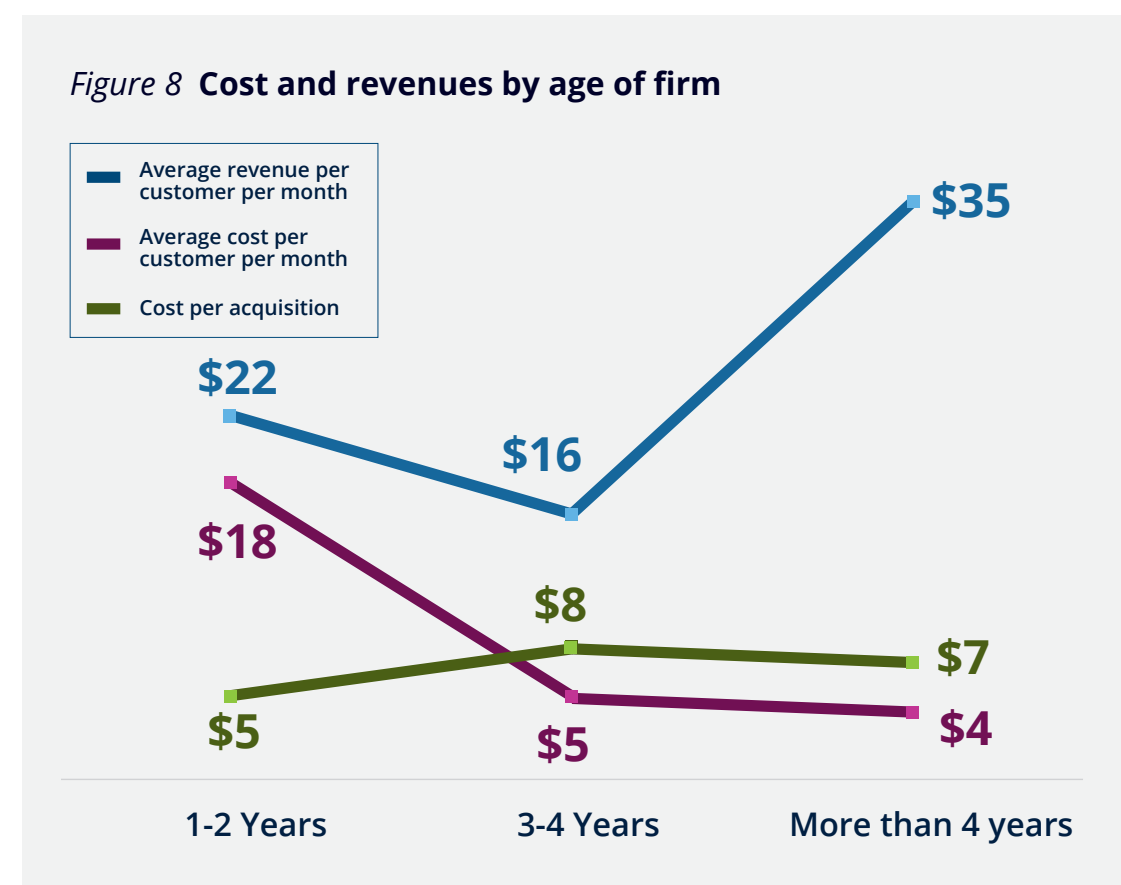 Figure 8 Cost and revenues by age of firm
Average revenue per
customer per month
Average cost per
customer per month
Cost per acquisition
$35
$22
$16
$18
$8
$7
$5
$5
$4
1-2 Years
3-4 Years
More than 4 years